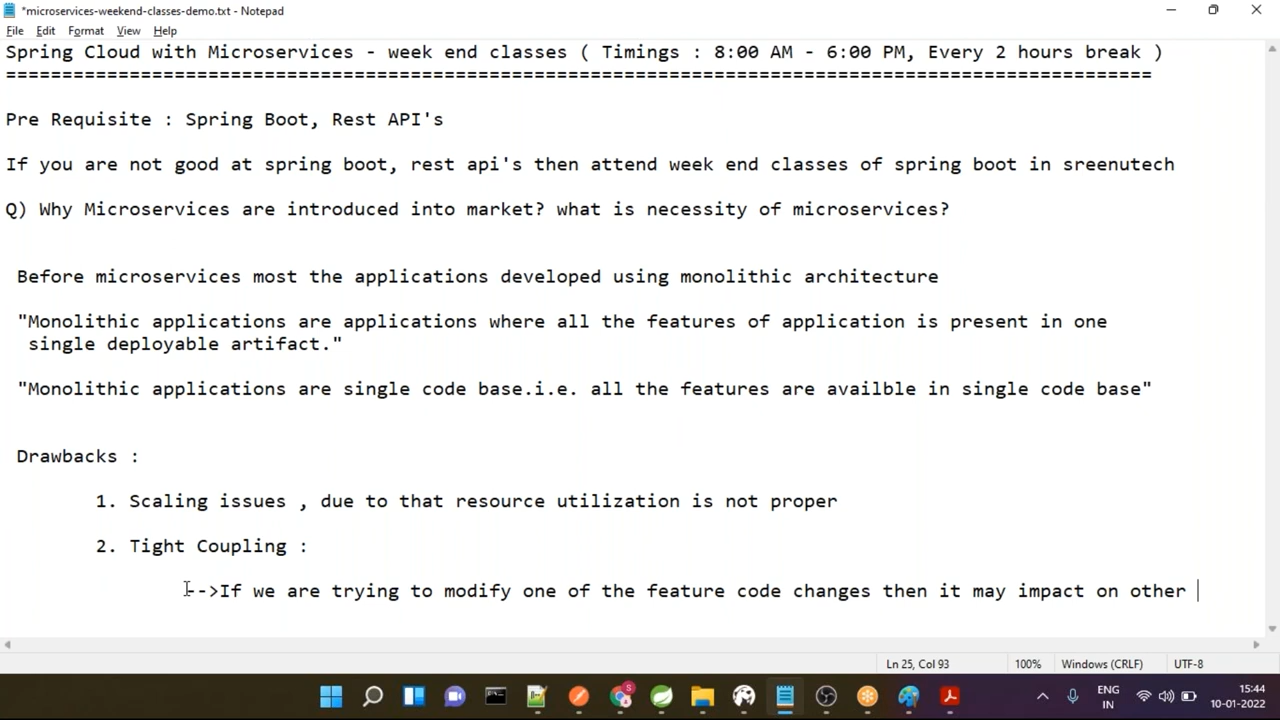 *microservices-weekend-classes-demo.txt - Notepad
File Edit Format View Help
Spring Cloud with Microservices - week end classes ( Timings : 8:00 AM - 6:00 PM, Every 2 hours break )
=======================================================================================================
Pre Requisite : Spring Boot, Rest API's
If you are not good at spring boot, rest api's then attend week end classes of spring boot in sreenutech
Q) Why Microservices are introduced into market? what is necessity of microservices?
Before microservices most the applications developed using monolithic architecture
"Monolithic applications are applications where all the features of application is present in one
single deployable artifact."
"Monolithic applications are single code base.i.e. all the features are availble in single code base"
Drawbacks :
1. Scaling issues , due to that resource utilization is not proper
2. Tight Coupling :
-->If we are trying to modify one of the feature code changes then it may impact on other
Ln 25, Col 93 100% Windows (CRLF) UTF-8
ENG 15:44
IN 10-01-2022